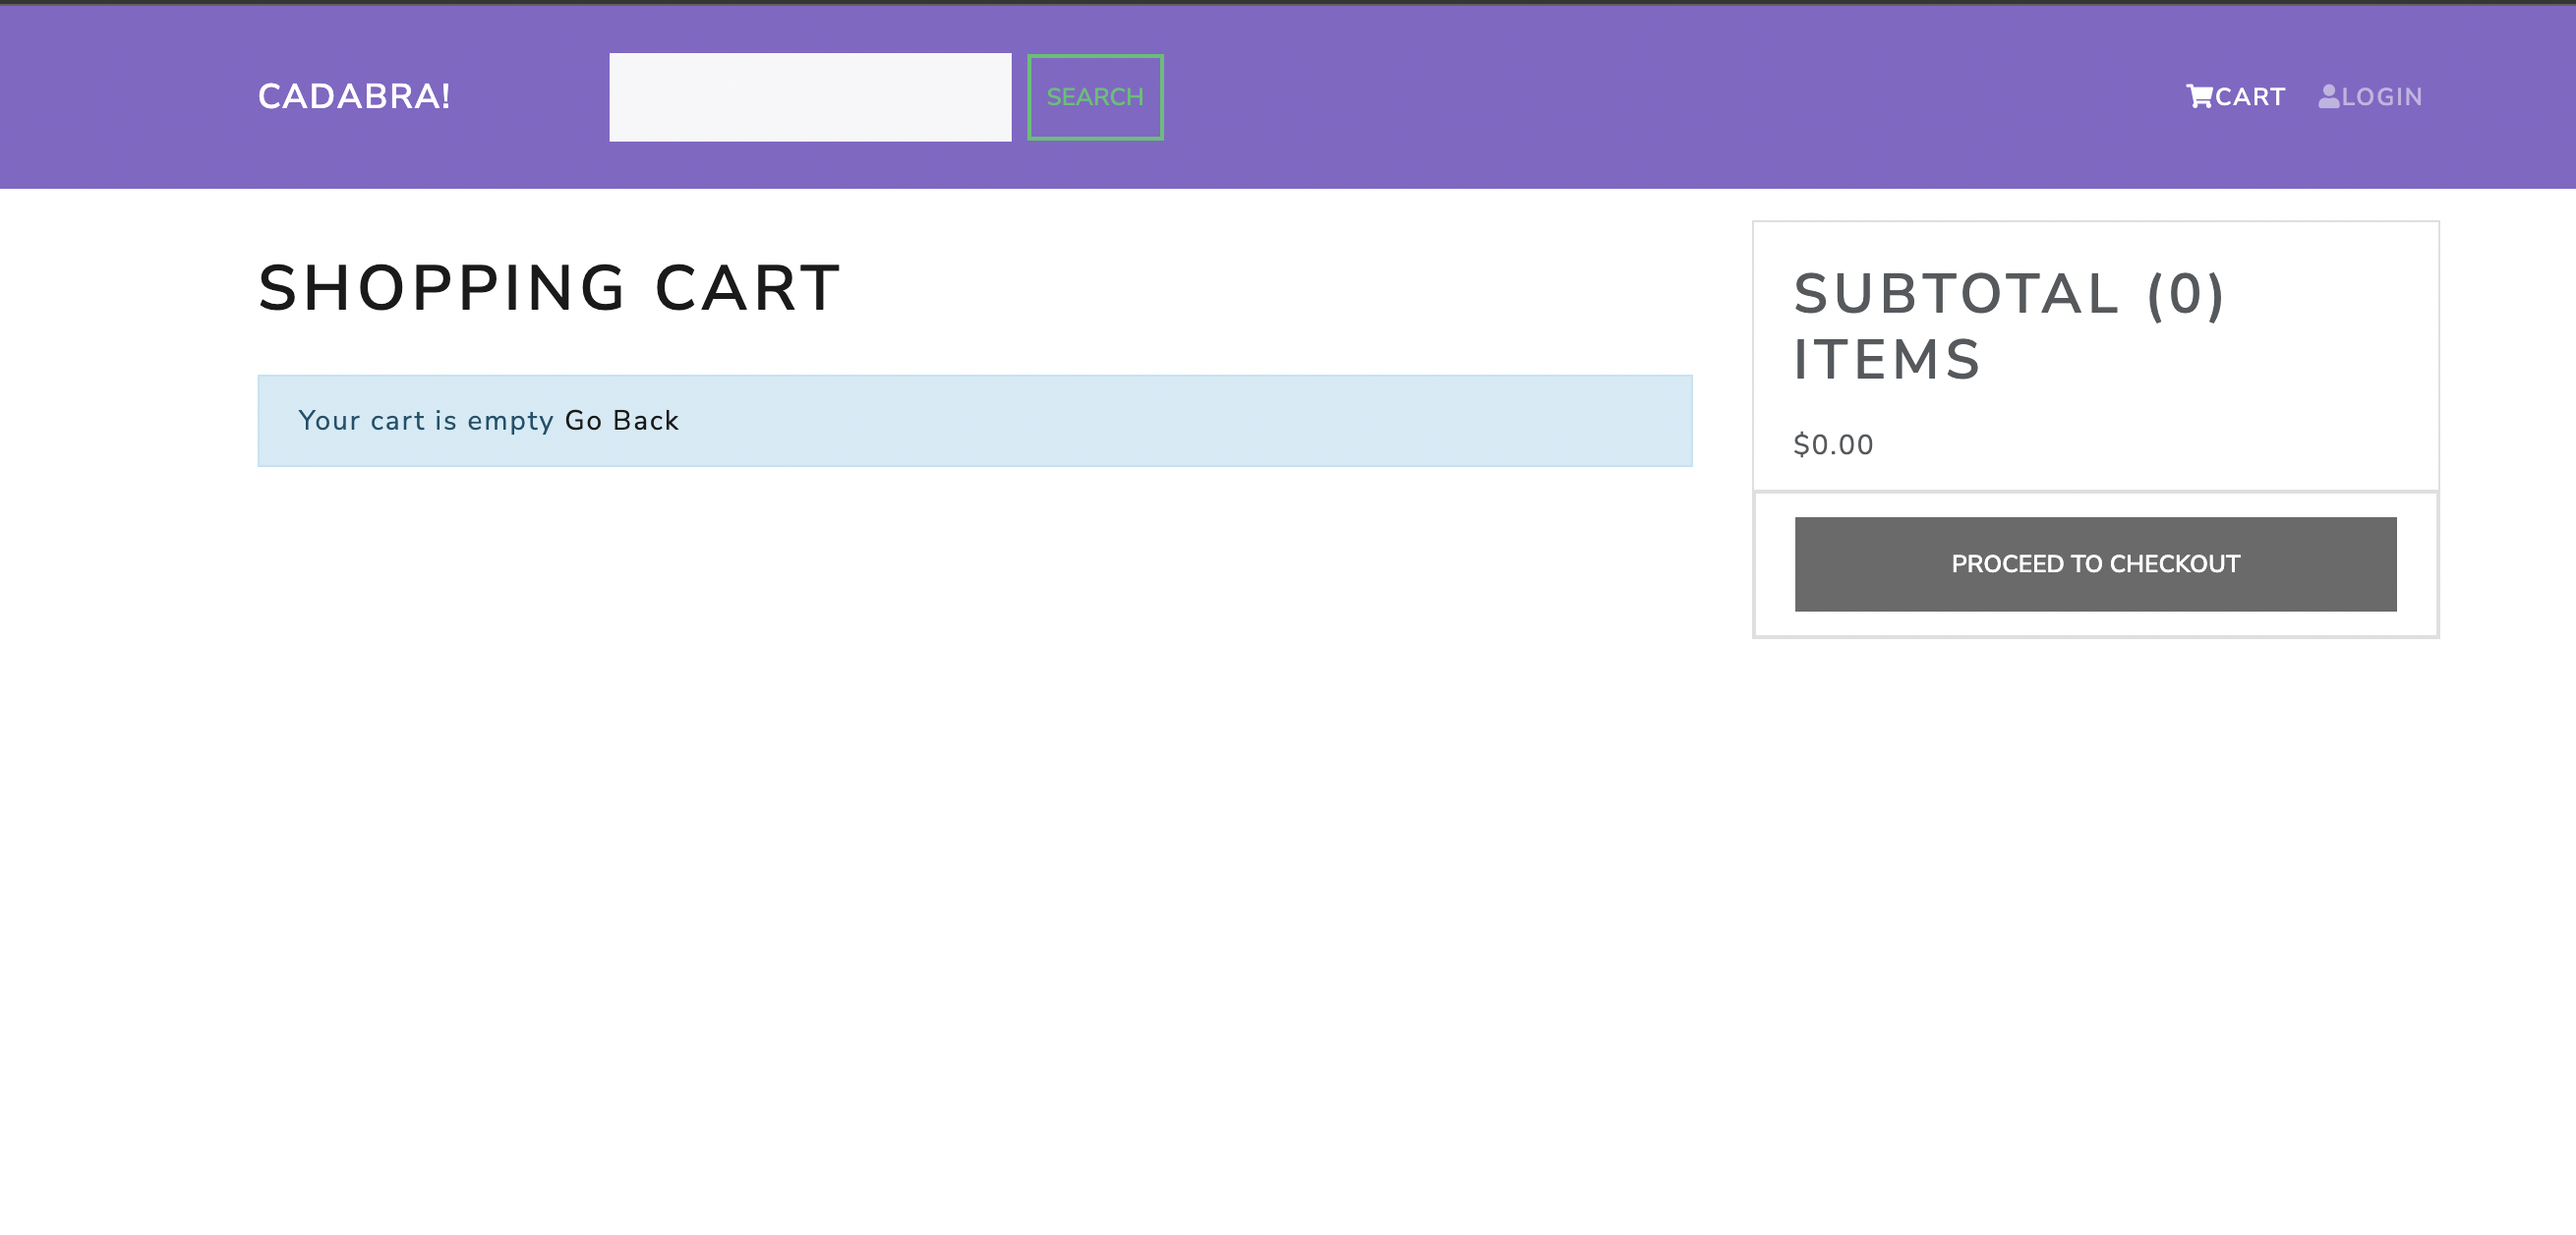 CADABRA!
SEARCH
CART
LOGIN
SHOPPING CART
Your cart is empty Go Back
SUBTOTAL (0)
ITEMS
$0.00
PROCEED TO CHECKOUT